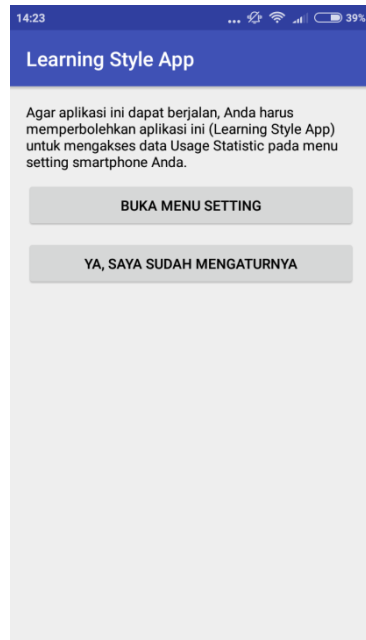 14:23 ... 39%
Learning Style App
Agar aplikasi ini dapat berjalan, Anda harus
memperbolehkan aplikasi ini (Learning Style App)
untuk mengakses data Usage Statistic pada menu
setting smartphone Anda.
BUKA MENU SETTING
YA, SAYA SUDAH MENGATURNYA